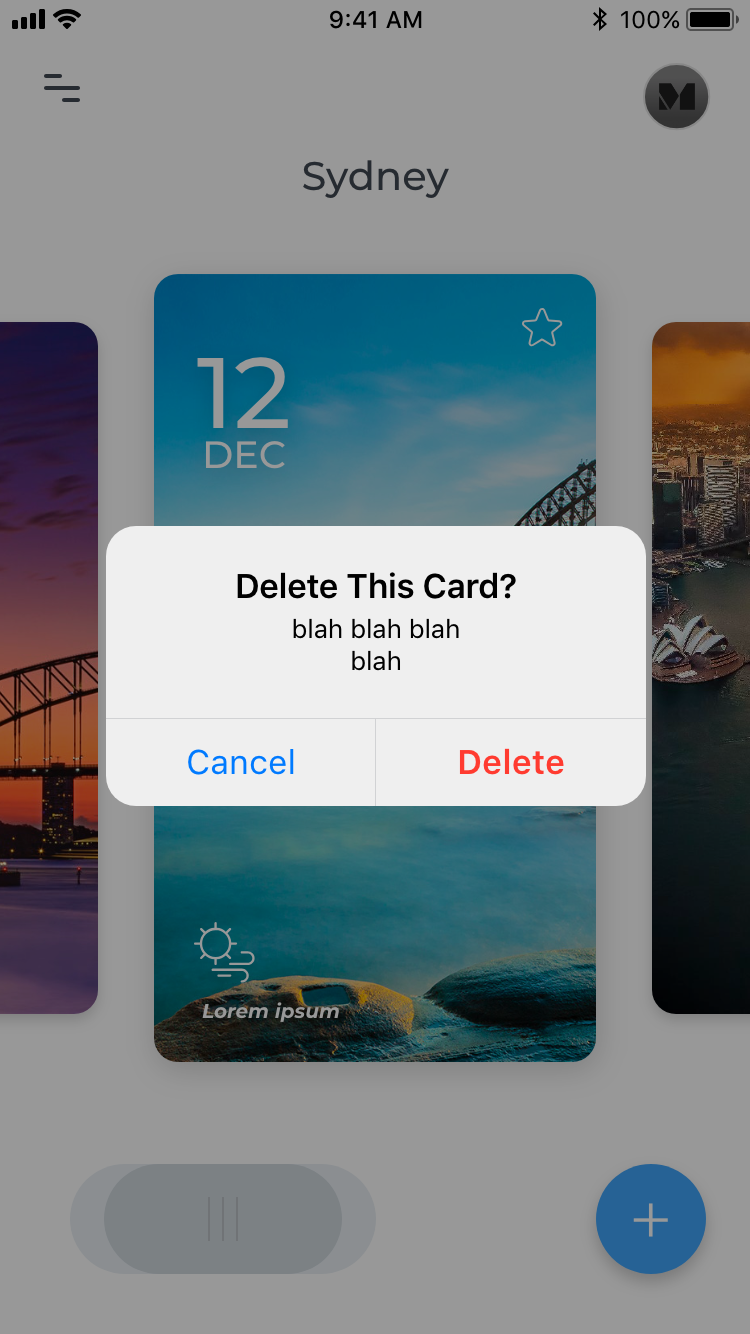 9:41 AM 100%
Sydney
12
DEC
Delete This Card?
blah blah blah
blah
Cancel Delete
Lorem ipsum